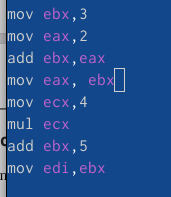 mov ebx,3
mov eax,2
add ebx,eax
mov eax, ebx
mov ecx,4
mul ecx
add ebx,5
mov edi,ebx